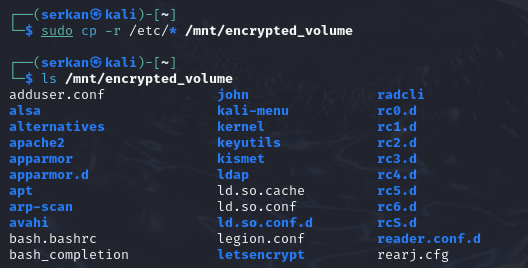 ┌──(serkan㉿kali)-[~]
└─$ sudo cp -r /etc/* /mnt/encrypted_volume
┌──(serkan㉿kali)-[~]
└─$ ls /mnt/encrypted_volume
adduser.conf john radcli
alsa kali-menu rc0.d
alternatives kernel rc1.d
apache2 keyutils rc2.d
apparmor kismet rc3.d
apparmor.d ldap rc4.d
apt ld.so.cache rc5.d
arp-scan ld.so.conf rc6.d
avahi ld.so.conf.d rcS.d
bash.bashrc legion.conf reader.conf.d
bash_completion letsencrypt rearj.cfg